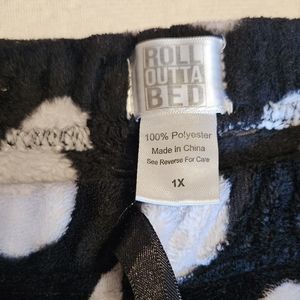 ROLL
OUTTA
BED
100% Polyester
Made in China
See Reverse For Care
1X